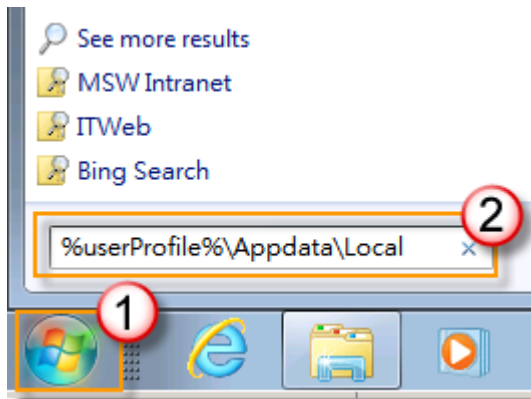 See more results
MSW Intranet
ITWeb
Bing Search
%userProfile%\Appdata\Local ×
2
1